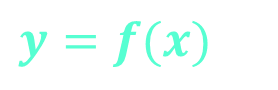 y = f(x)